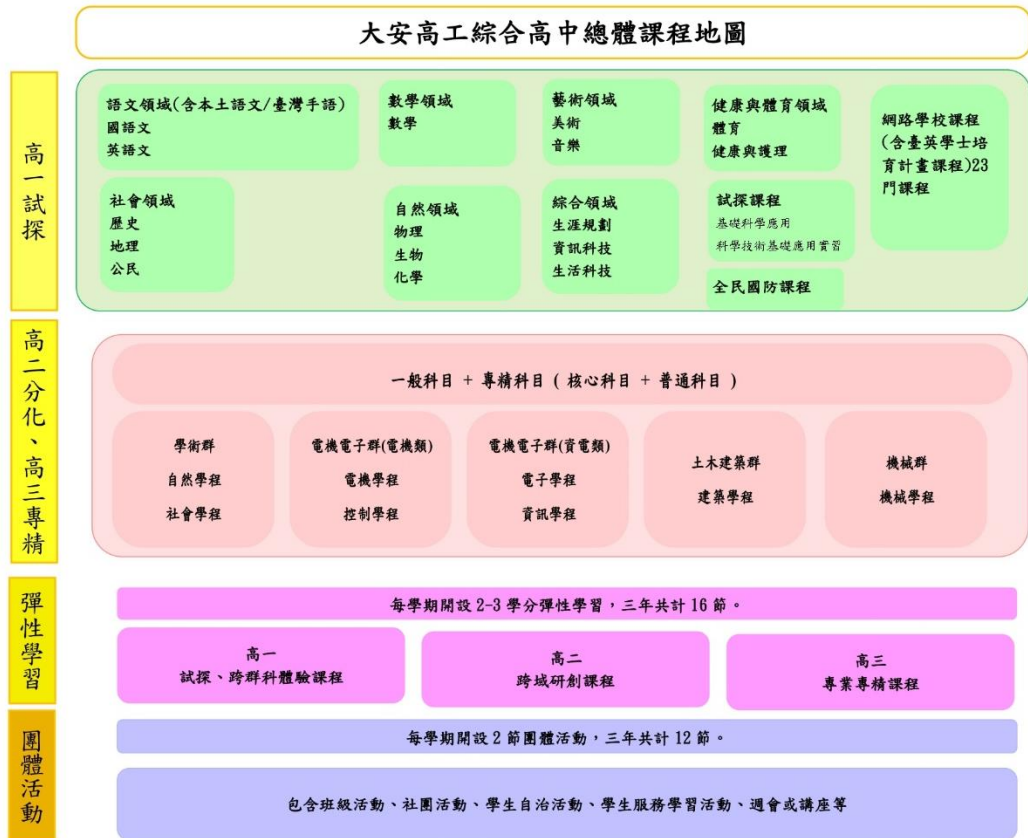 大安高工綜合高中總體課程地圖
高一試探
語文領域(含本土語文/臺灣手語)
國語文
英語文
數學領域
數學
藝術領域
美術
音樂
健康與體育領域
體育
健康與護理
網路學校課程
(含臺英學士培
育計畫課程)23
門課程
社會領域
歷史
地理
公民
自然領域
物理
生物
化學
綜合領域
生涯規劃
資訊科技
生活科技
試探課程
基礎科學應用
科學技術基礎應用實習
全民國防課程
高二分化、高三專精
一般科目 + 專精科目 ( 核心科目 + 普通科目 )
學術群
自然學程
社會學程
電機電子群(電機類)
電機學程
控制學程
電機電子群(資電類)
電子學程
資訊學程
土木建築群
建築學程
機械群
機械學程
彈性學習
每學期開設 2-3 學分彈性學習，三年共計 16 節。
高一
試探、跨群科體驗課程
高二
跨域研創課程
高三
專業專精課程
團體活動
每學期開設 2 節團體活動，三年共計 12 節。
包含班級活動、社團活動、學生自治活動、學生服務學習活動、週會或講座等